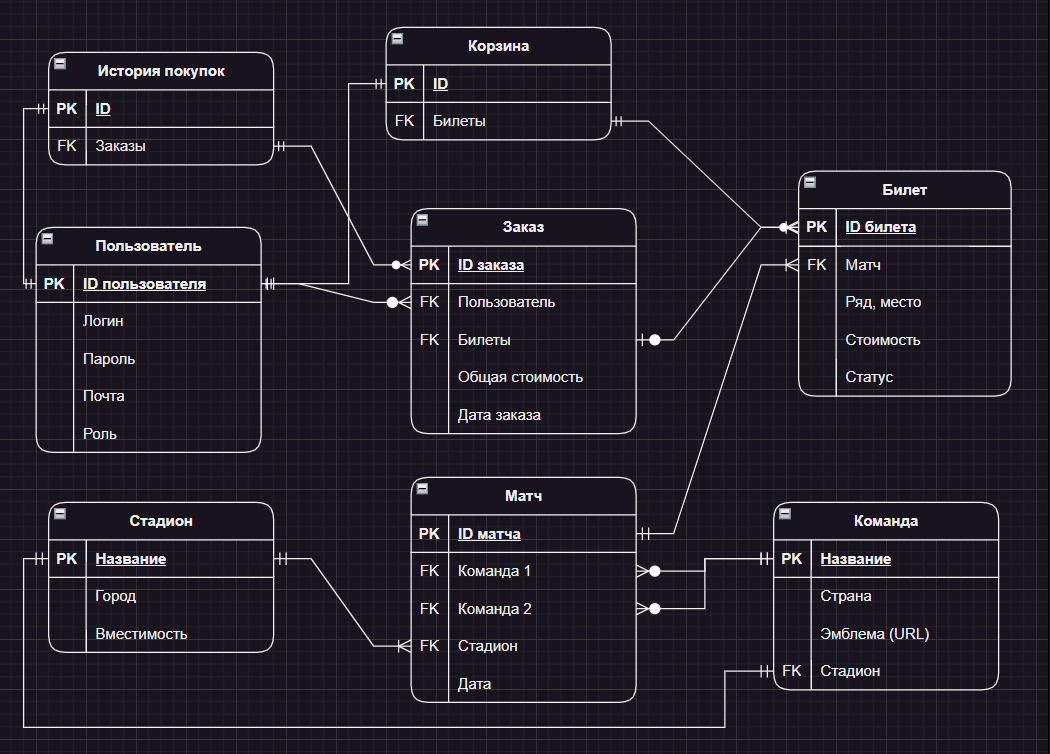 История покупок
PK ID
FK Заказы
Корзина
PK ID
FK Билеты
Билет
PK ID билета
FK Матч
Ряд, место
Стоимость
Статус
Пользователь
PK ID пользователя
Логин
Пароль
Почта
Роль
Заказ
PK ID заказа
FK Пользователь
FK Билеты
Общая стоимость
Дата заказа
Стадион
PK Название
Город
Вместимость
Матч
PK ID матча
FK Команда 1
FK Команда 2
FK Стадион
Дата
Команда
PK Название
Страна
Эмблема (URL)
FK Стадион